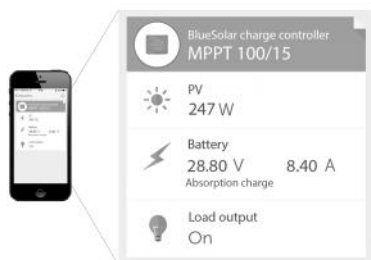 BlueSolar charge controller
MPPT 100/15
PV
247 W
Battery
28.80 V 8.40 A
Absorption charge
Load output
On